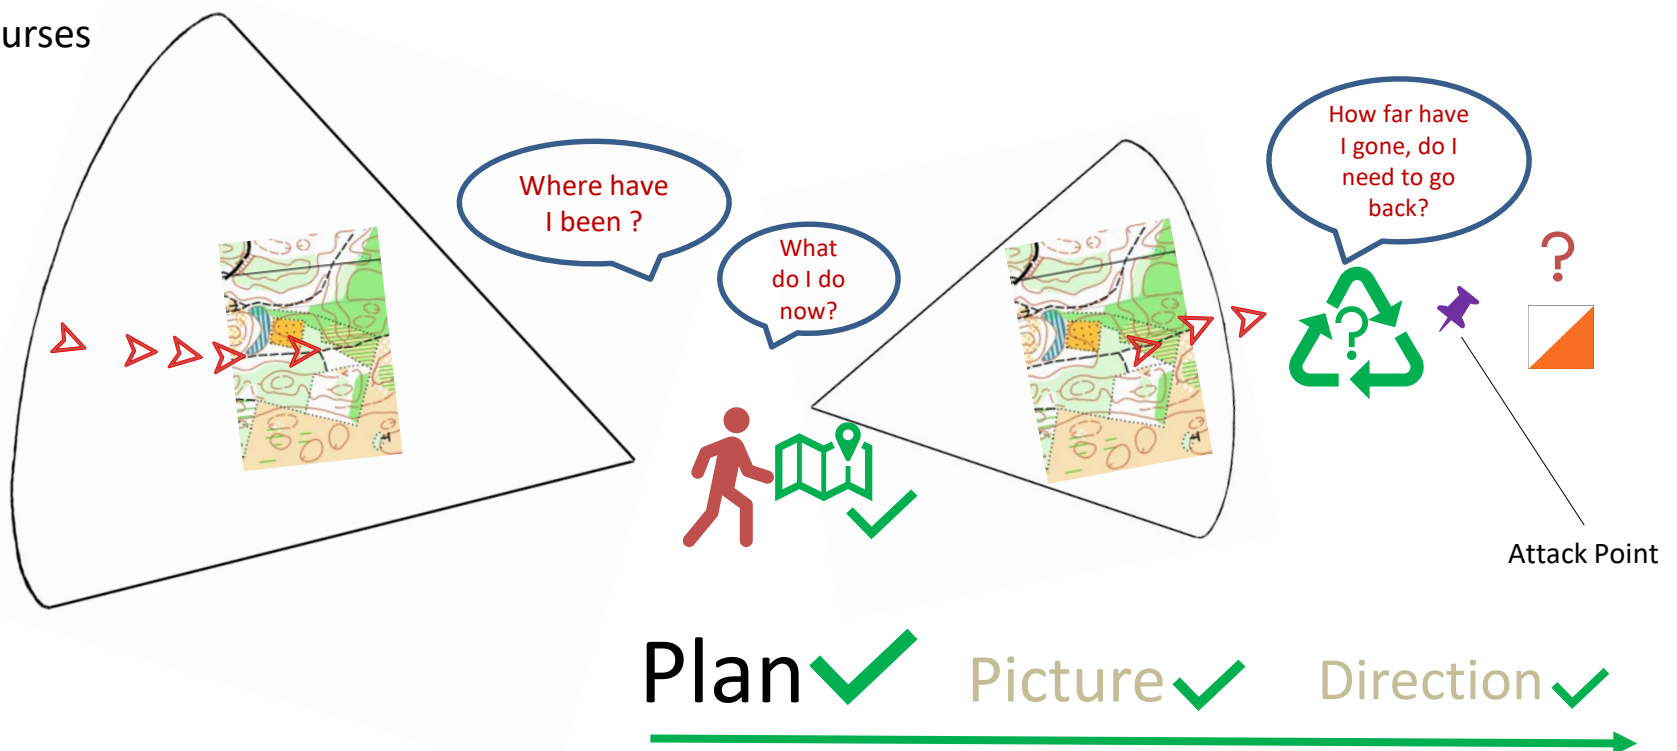 urses
Where have
I been ?
What
do I do
now?
How far have
I gone, do I
need to go
back?
?
?
Attack Point
Plan
Picture
Direction